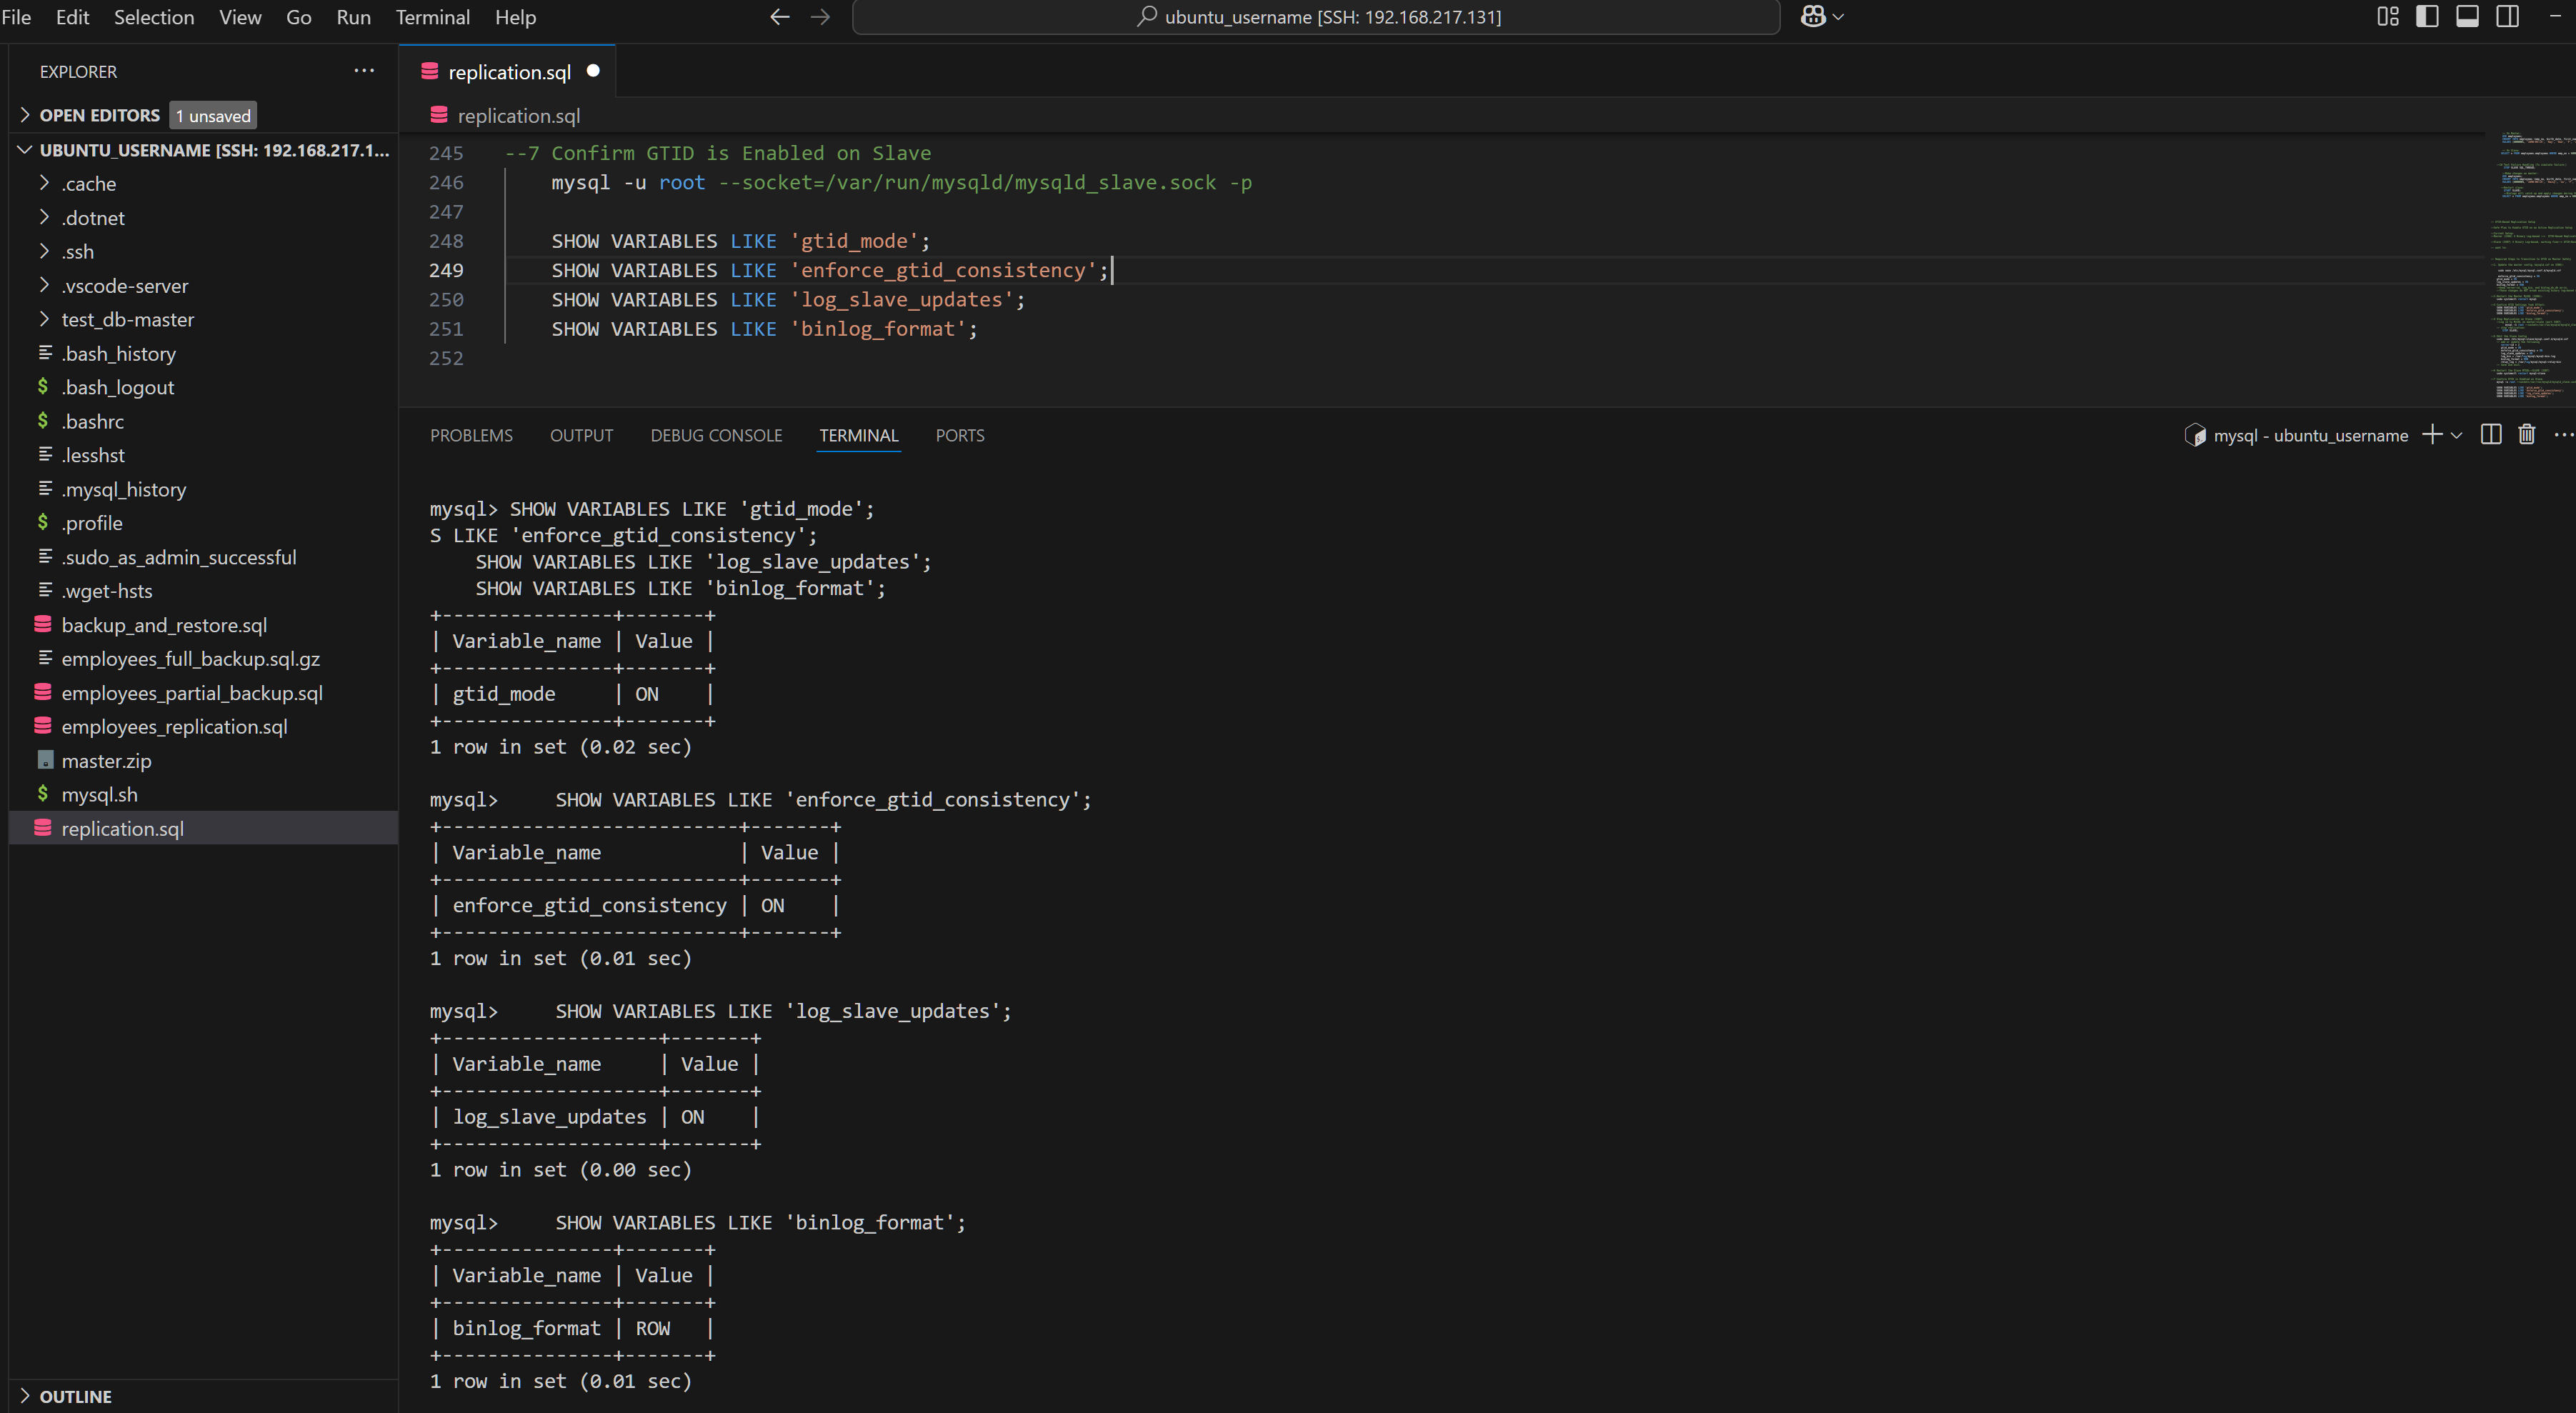 File Edit Selection View Go Run Terminal Help
ubuntu_username [SSH: 192.168.217.131]
EXPLORER
OPEN EDITORS 1 unsaved
UBUNTU_USERNAME [SSH: 192.168.217.1...
.cache
.dotnet
.ssh
.vscode-server
test_db-master
.bash_history
.bash_logout
.bashrc
.lesshst
.mysql_history
.profile
.sudo_as_admin_successful
.wget-hsts
backup_and_restore.sql
employees_full_backup.sql.gz
employees_partial_backup.sql
employees_replication.sql
master.zip
mysql.sh
replication.sql
OUTLINE
replication.sql
replication.sql
245 --7 Confirm GTID is Enabled on Slave
246 mysql -u root --socket=/var/run/mysqld/mysqld_slave.sock -p
247
248 SHOW VARIABLES LIKE 'gtid_mode';
249 SHOW VARIABLES LIKE 'enforce_gtid_consistency';
250 SHOW VARIABLES LIKE 'log_slave_updates';
251 SHOW VARIABLES LIKE 'binlog_format';
252
PROBLEMS OUTPUT DEBUG CONSOLE TERMINAL PORTS
mysql - ubuntu_username
mysql> SHOW VARIABLES LIKE 'gtid_mode';
S LIKE 'enforce_gtid_consistency';
    SHOW VARIABLES LIKE 'log_slave_updates';
    SHOW VARIABLES LIKE 'binlog_format';
+---------------+-------+
| Variable_name | Value |
+---------------+-------+
| gtid_mode     | ON    |
+---------------+-------+
1 row in set (0.02 sec)
mysql>     SHOW VARIABLES LIKE 'enforce_gtid_consistency';
+--------------------------+-------+
| Variable_name            | Value |
+--------------------------+-------+
| enforce_gtid_consistency | ON    |
+--------------------------+-------+
1 row in set (0.01 sec)
mysql>     SHOW VARIABLES LIKE 'log_slave_updates';
+-------------------+-------+
| Variable_name     | Value |
+-------------------+-------+
| log_slave_updates | ON    |
+-------------------+-------+
1 row in set (0.00 sec)
mysql>     SHOW VARIABLES LIKE 'binlog_format';
+---------------+-------+
| Variable_name | Value |
+---------------+-------+
| binlog_format | ROW   |
+---------------+-------+
1 row in set (0.01 sec)